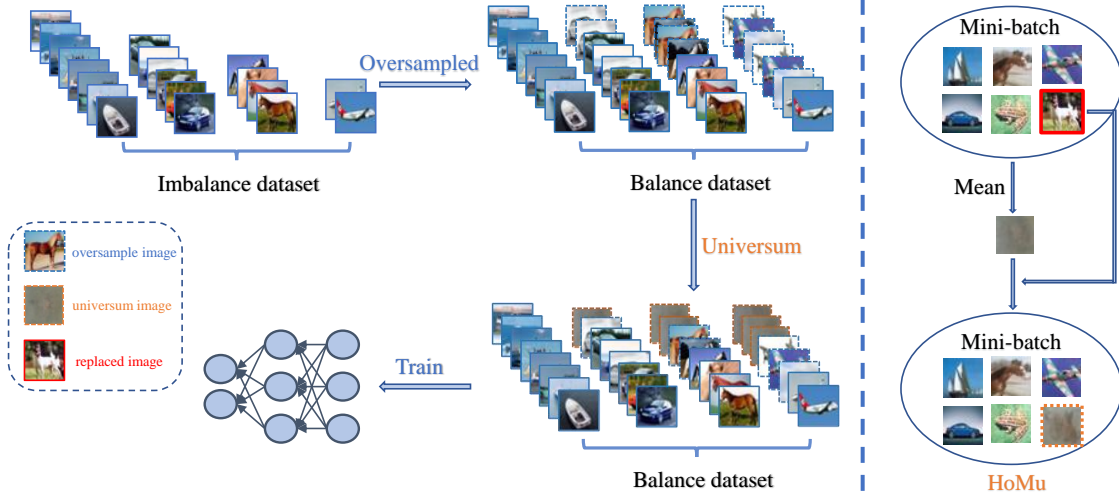 Oversampled
Imbalance dataset
Balance dataset
Universum
oversample image
universum image
replaced image
Train
Balance dataset
Mini-batch
Mean
Mini-batch
HoMu